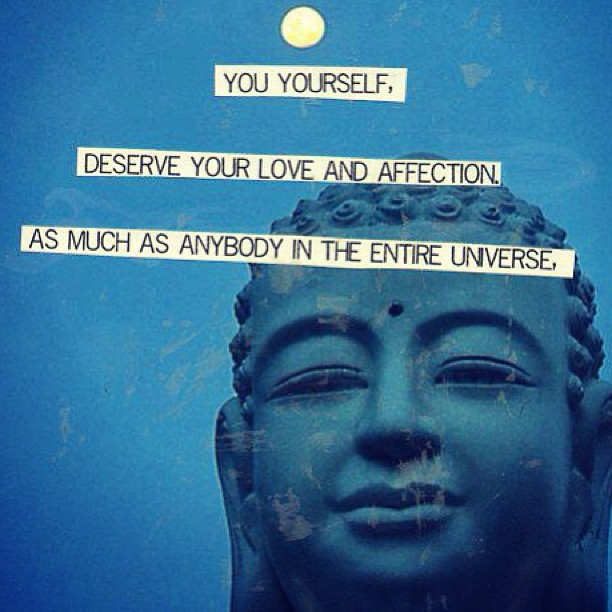 YOU YOURSELF,
DESERVE YOUR LOVE AND AFFECTION.
AS MUCH AS ANYBODY IN THE ENTIRE UNIVERSE,